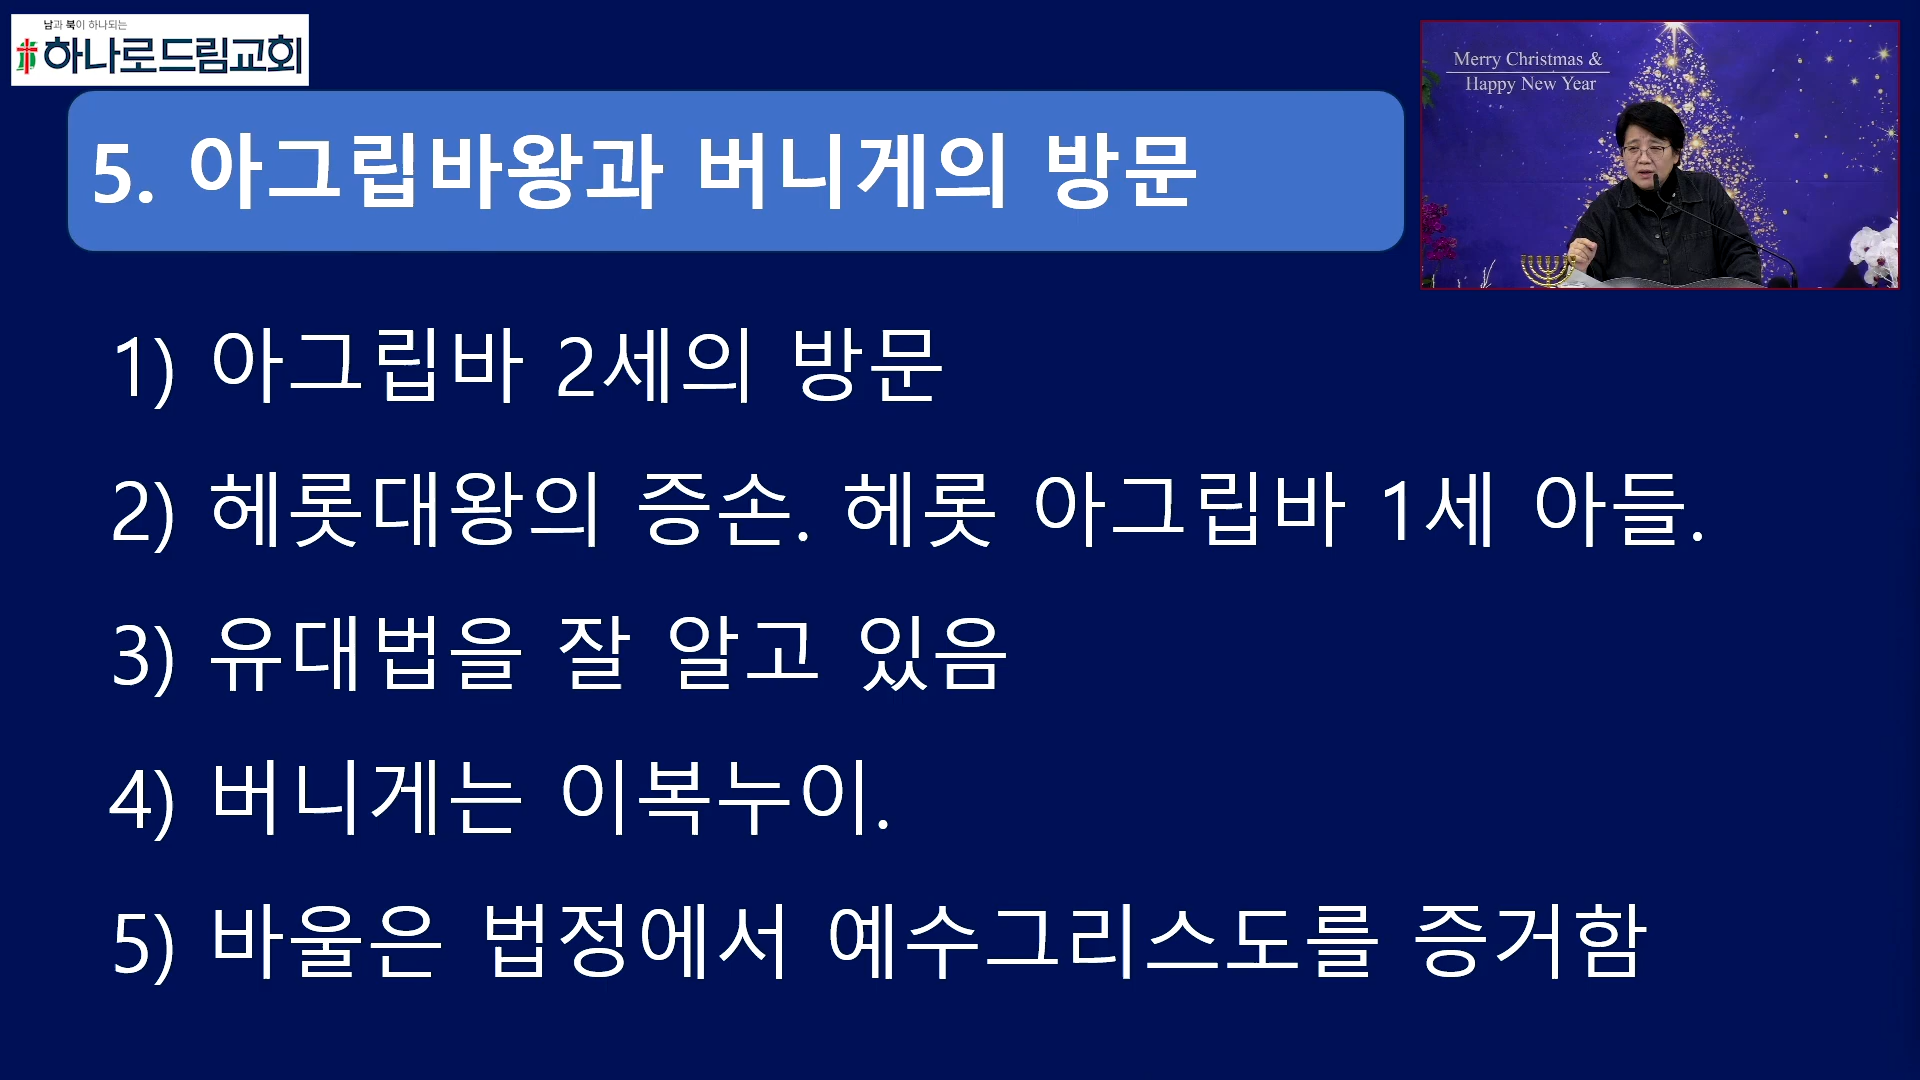 남과 북이 하나되는
하나로드림교회
Merry Christmas &
Happy New Year
5. 아그립바왕과 버니게의 방문
1) 아그립바 2세의 방문
2) 헤롯대왕의 증손. 헤롯 아그립바 1세 아들.
3) 유대법을 잘 알고 있음
4) 버니게는 이복누이.
5) 바울은 법정에서 예수그리스도를 증거함